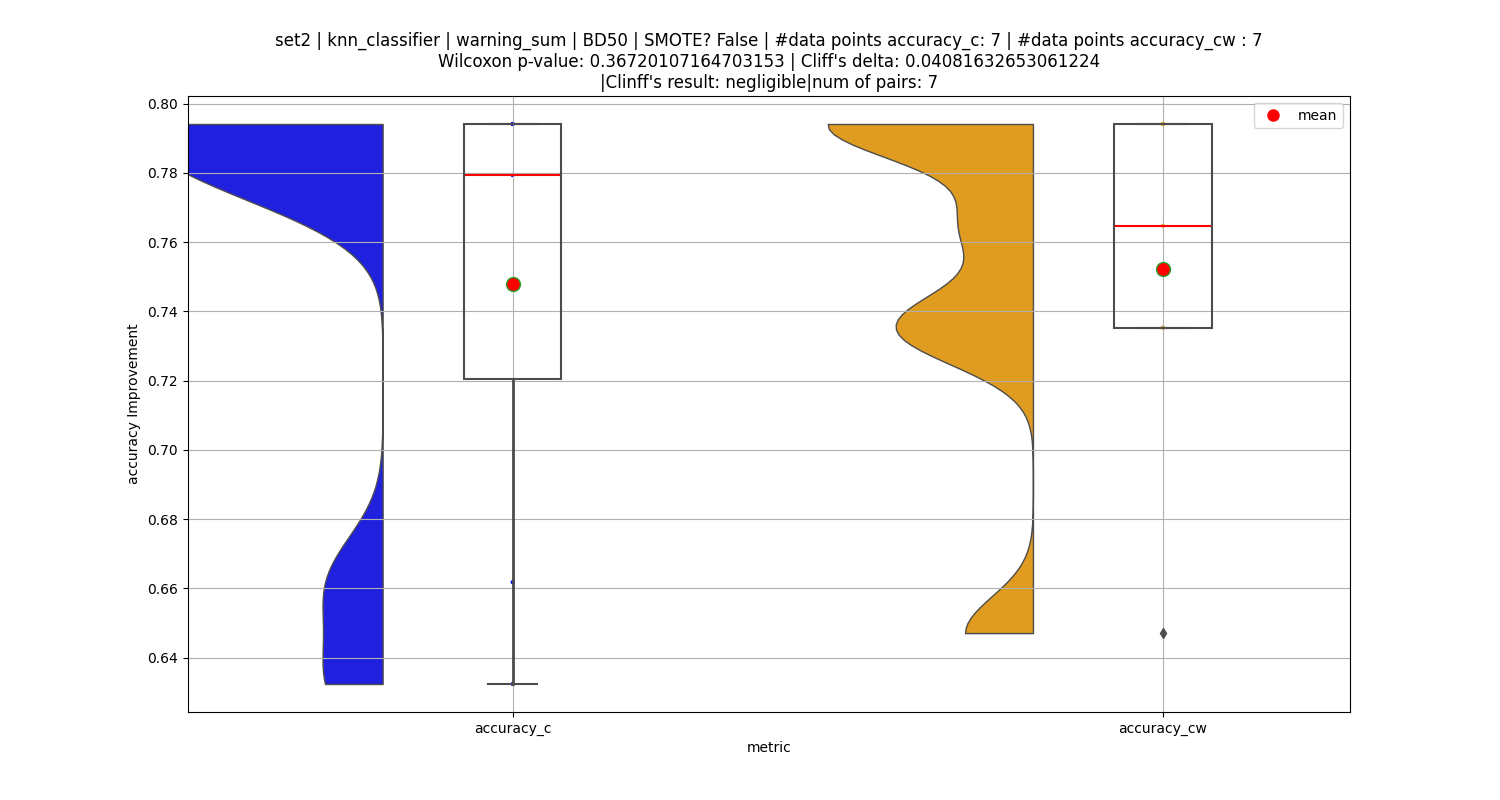 set2 | knn_classifier | warning_sum | BD50 | SMOTE? False | #data points accuracy_c: 7 | #data points accuracy_cw : 7
Wilcoxon p-value: 0.36720107164703153 | Cliff's delta: 0.04081632653061224
|Clinff's result: negligible|num of pairs: 7
mean
0.80
0.78
0.76
0.74
0.72
0.70
0.68
0.66
0.64
accuracy Improvement
accuracy_c
accuracy_cw
metric